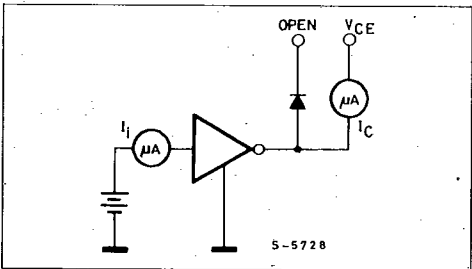 OPEN VCE
μA
IC
Ii
μA
S-5728